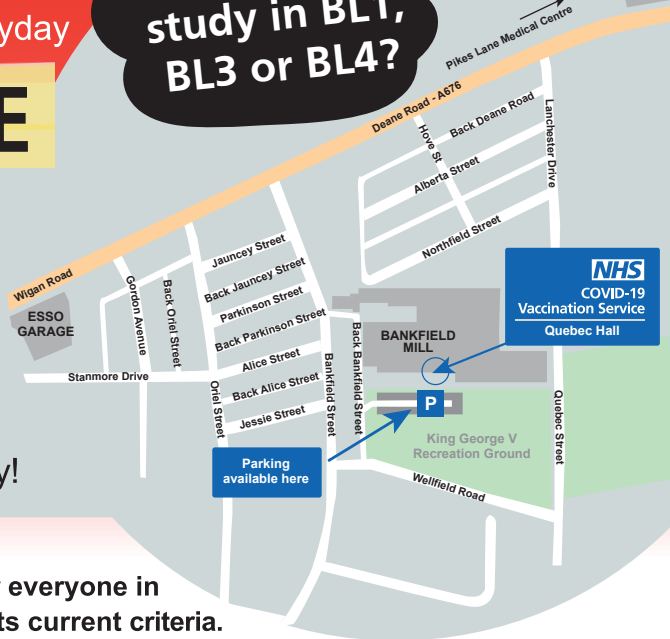 yday
E
study in BL1,
BL3 or BL4?
Pikes Lane Medical Centre
Deane Road - A676
Back Deane Road
Hove St
Alberta Street
Lanchester Drive
Northfield Street
Wigan Road
ESSO
GARAGE
Gordon Avenue
Back Oriel Street
Jauncey Street
Back Jauncey Street
Parkinson Street
Back Parkinson Street
Alice Street
Back Alice Street
Jessie Street
Stanmore Drive
Oriel Street
Bankfield Street
Back Bankfield Street
BANKFIELD
MILL
NHS
COVID-19
Vaccination Service
Quebec Hall
P
King George V
Recreation Ground
Quebec Street
Parking
available here
Wellfield Road
y!
everyone in
ts current criteria.